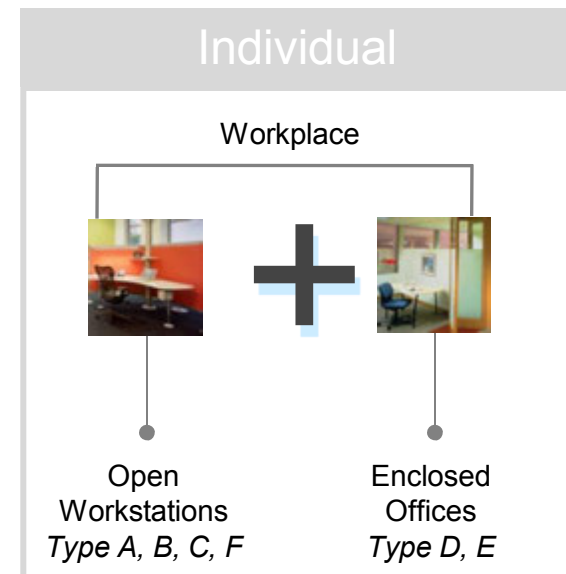 Individual
Workplace
Open
Workstations
Type A, B, C, F
Enclosed
Offices
Type D, E